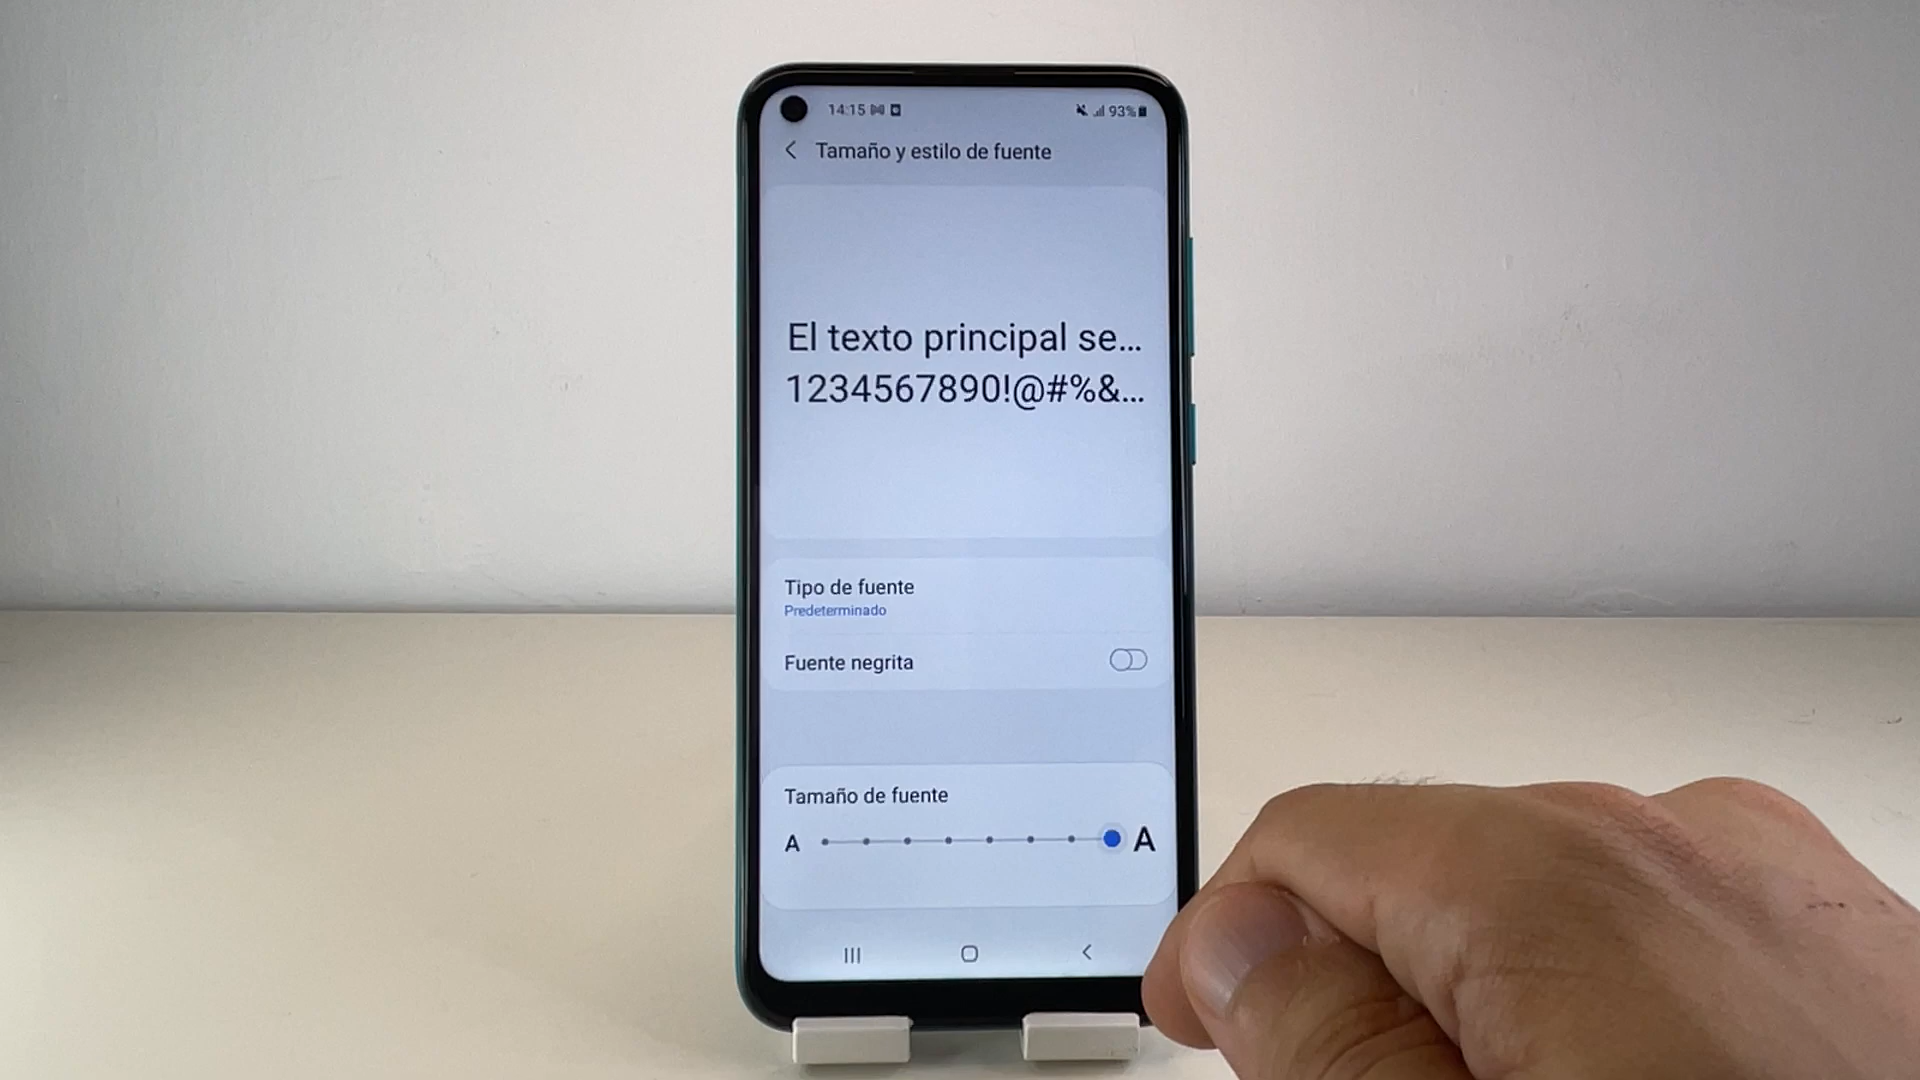 14:15 93%
Tamaño y estilo de fuente
El texto principal se...
1234567890!@#%&...
Tipo de fuente
Predeterminado
Fuente negrita
Tamaño de fuente
A A